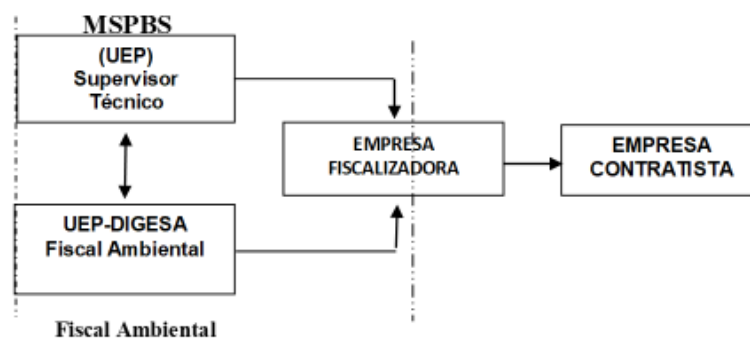 MSPBS
(UEP)
Supervisor
Técnico
EMPRESA
FISCALIZADORA
EMPRESA
CONTRATISTA
UEP-DIGESA
Fiscal Ambiental
Fiscal Ambiental